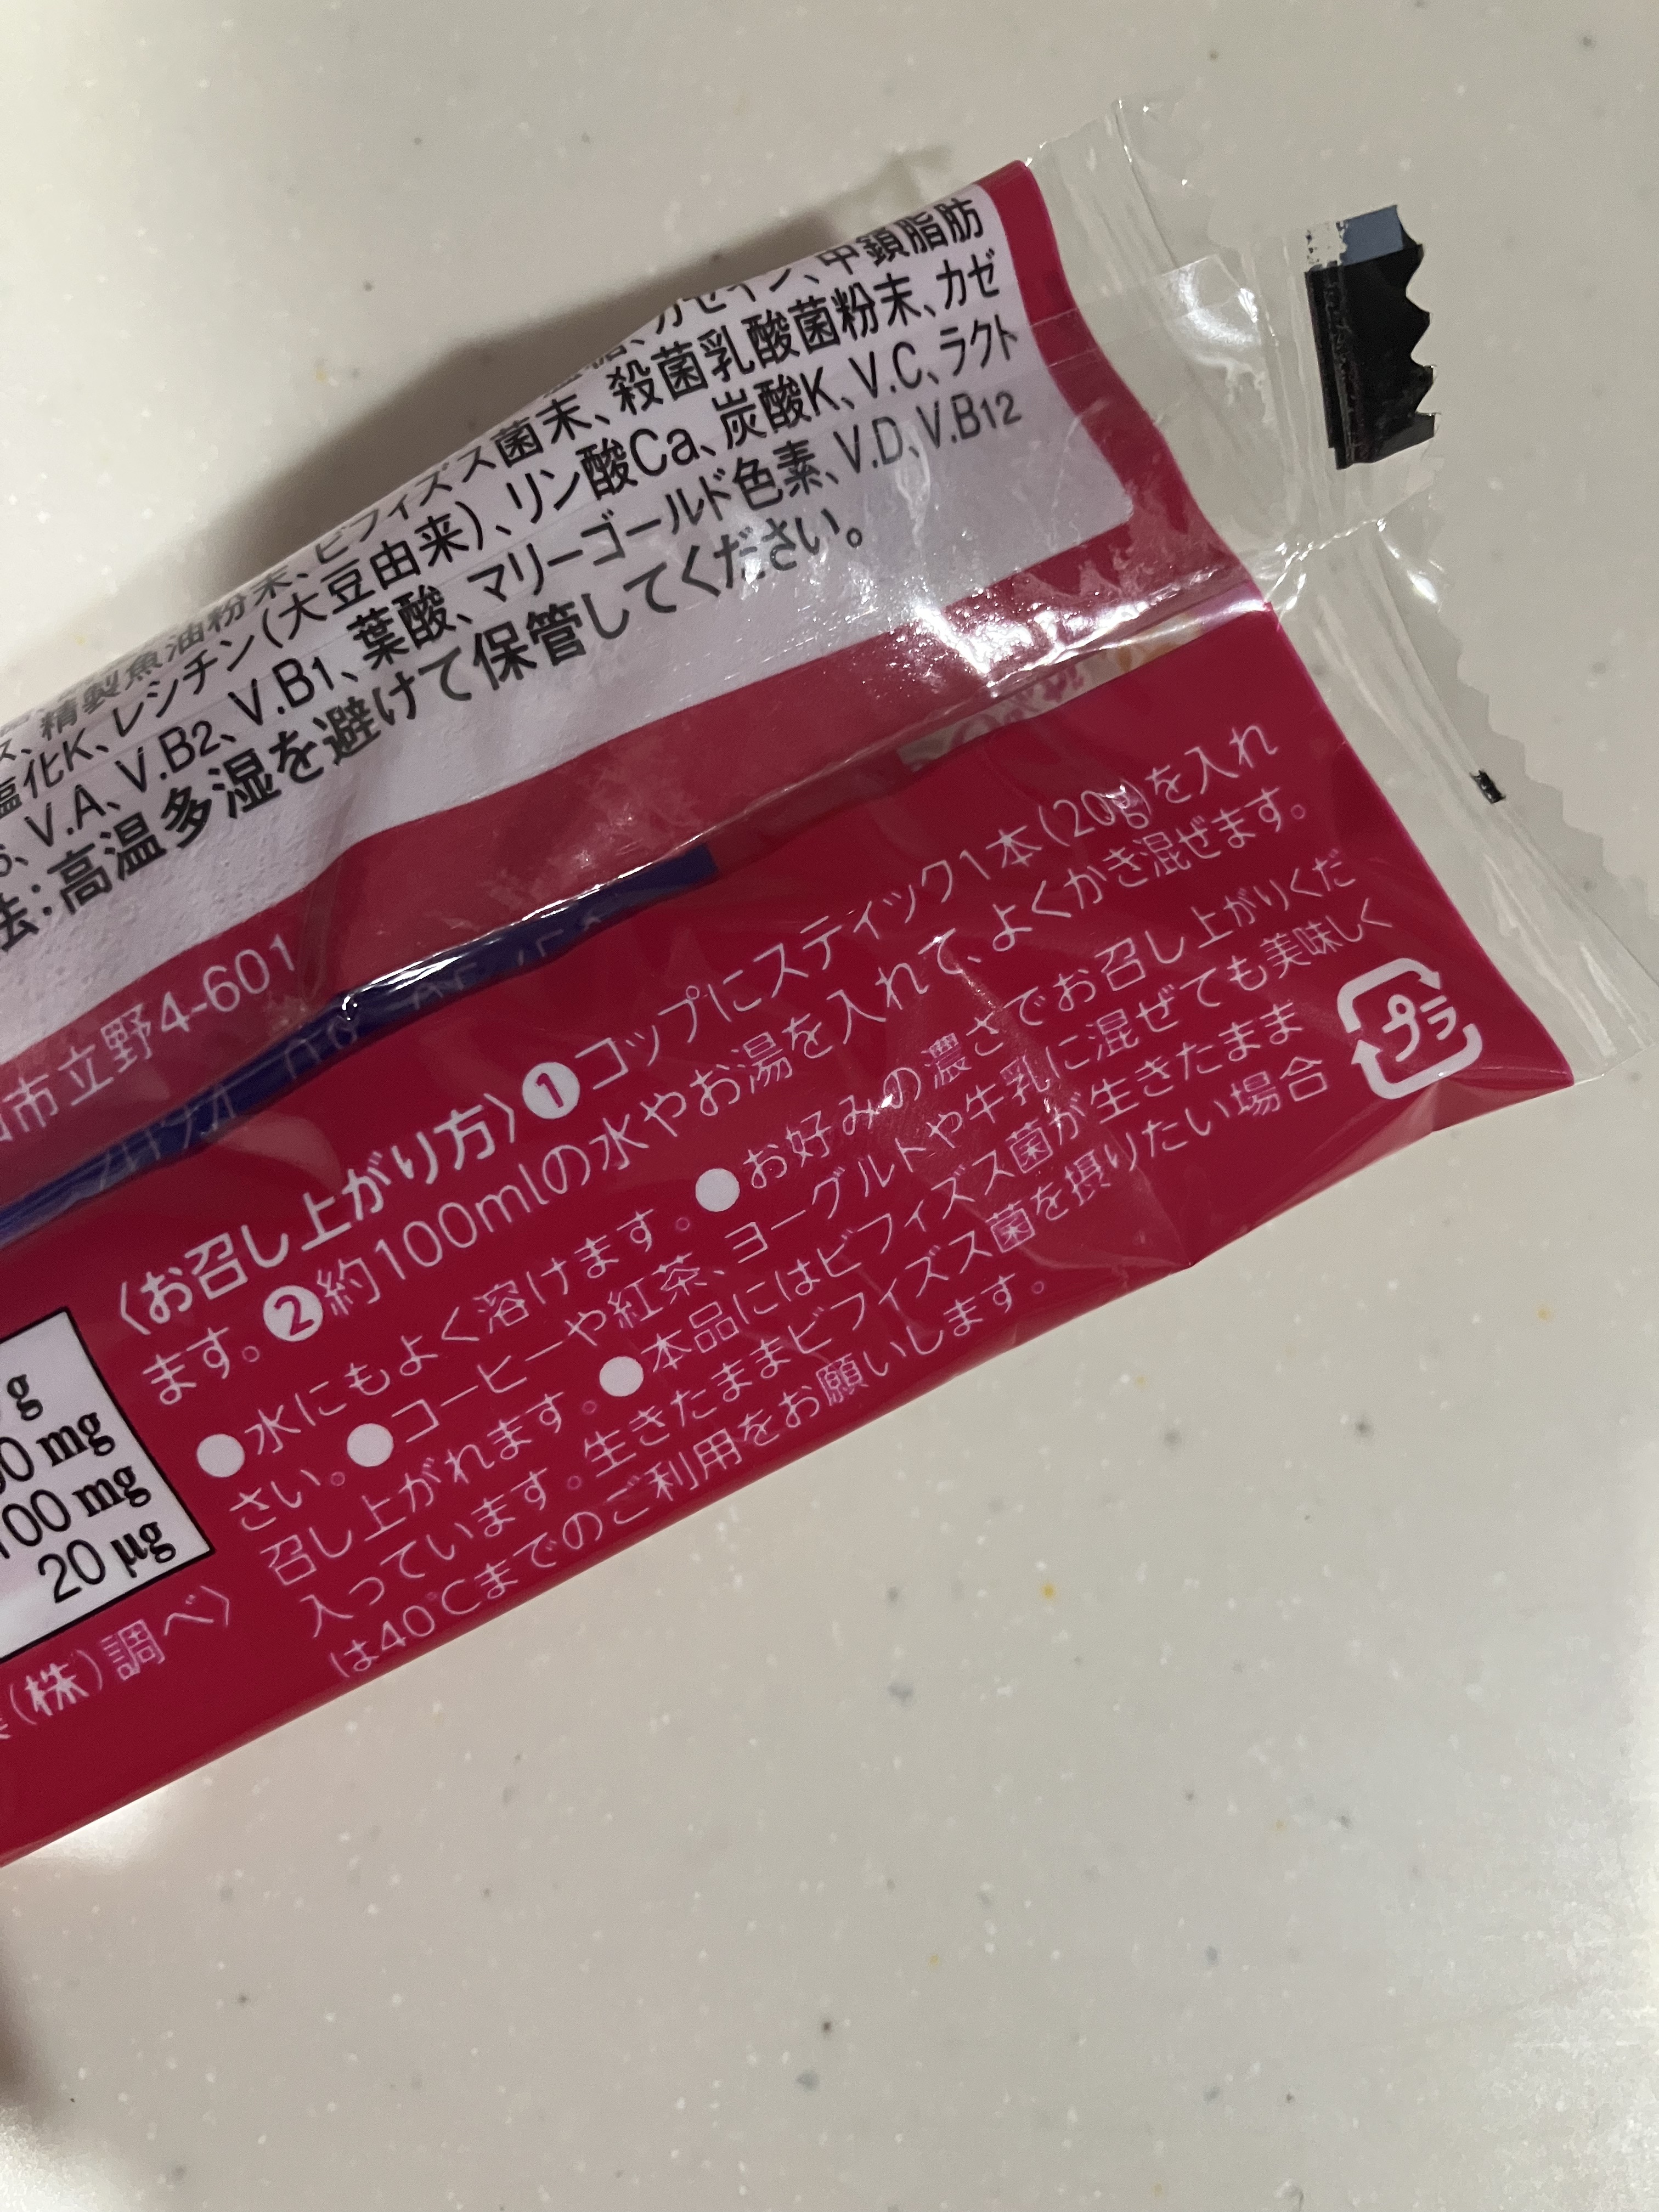 カゼイン、中鎖脂肪
精製魚油粉末、ビフィズス菌末、殺菌乳酸菌粉末、カゼ
塩化K、レシチン(大豆由来)、リン酸Ca、炭酸K、V.C、ラクト
V.A、V.B2、V.B1、葉酸、マリーゴールド色素、V.D、V.B12
法:高温多湿を避けて保管してください。
市立野4-601
g
mg
100 mg
20 μg
(株)調べ〉
〈お召し上がり方〉❶コップにスティック1本(20g)を入れ
ます。❷約100mlの水やお湯を入れて、よくかき混ぜます。
●水にもよく溶けます。●お好みの濃さでお召し上がりくだ
さい。●コーヒーや紅茶、ヨーグルトや牛乳に混ぜても美味しく
召し上がれます。●本品にはビフィズス菌が生きたまま
入っています。生きたままビフィズス菌を摂りたい場合
は40℃までのご利用をお願いします。
プラ